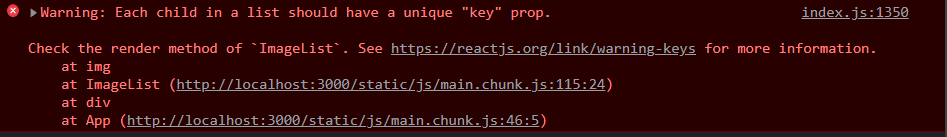 Warning: Each child in a list should have a unique "key" prop. index.js:1350
Check the render method of `ImageList`. See https://reactjs.org/link/warning-keys for more information.
at img
at ImageList (http://localhost:3000/static/js/main.chunk.js:115:24)
at div
at App (http://localhost:3000/static/js/main.chunk.js:46:5)